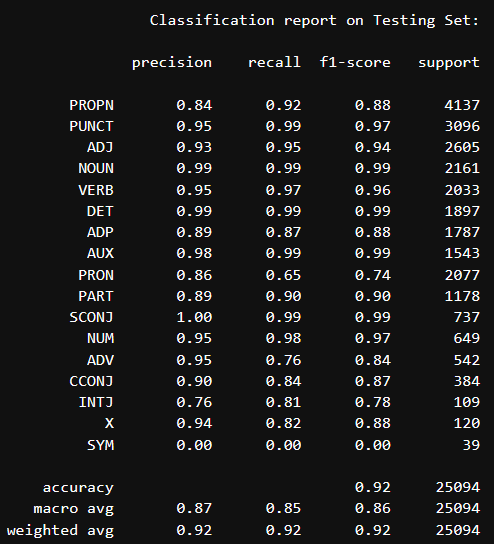 Classification report on Testing Set:
precision recall f1-score support
PROPN 0.84 0.92 0.88 4137
PUNCT 0.95 0.99 0.97 3096
ADJ 0.93 0.95 0.94 2605
NOUN 0.99 0.99 0.99 2161
VERB 0.95 0.97 0.96 2033
DET 0.99 0.99 0.99 1897
ADP 0.89 0.87 0.88 1787
AUX 0.98 0.99 0.99 1543
PRON 0.86 0.65 0.74 2077
PART 0.89 0.90 0.90 1178
SCONJ 1.00 0.99 0.99 737
NUM 0.95 0.98 0.97 649
ADV 0.95 0.76 0.84 542
CCONJ 0.90 0.84 0.87 384
INTJ 0.76 0.81 0.78 109
X 0.94 0.82 0.88 120
SYM 0.00 0.00 0.00 39
accuracy 0.92 25094
macro avg 0.87 0.85 0.86 25094
weighted avg 0.92 0.92 0.92 25094